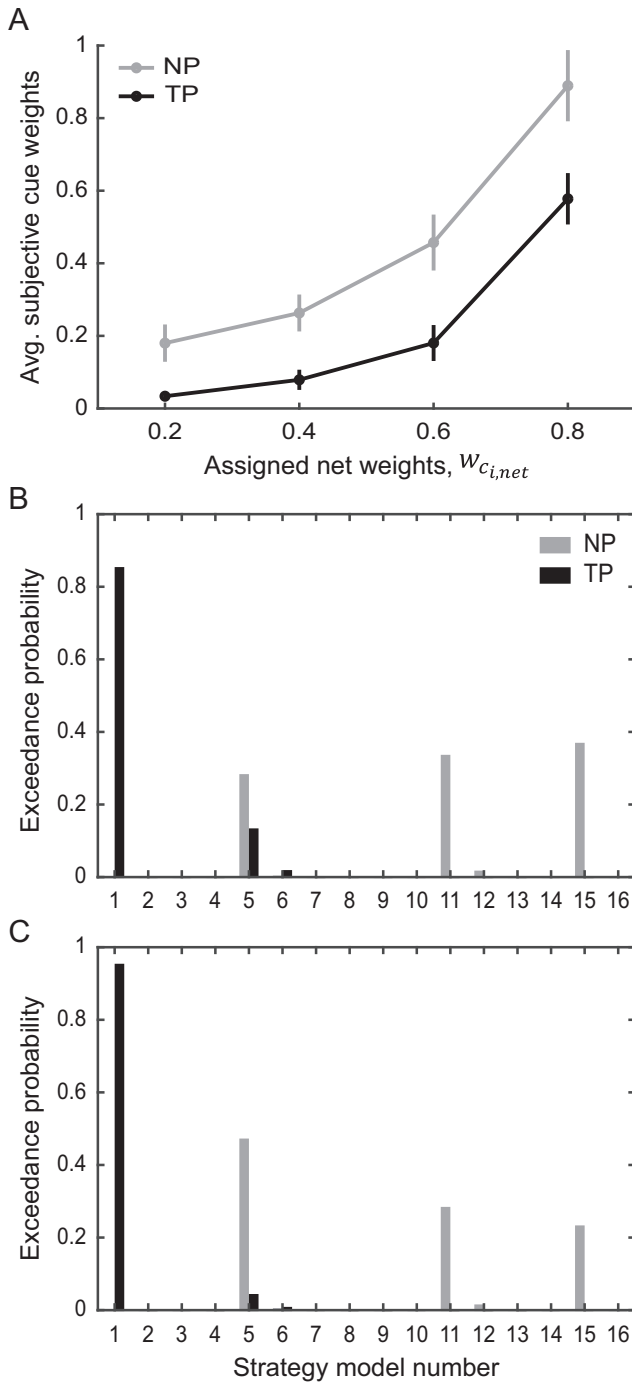 A
1
0.8
0.6
0.4
0.2
0
Avg. subjective cue weights
NP
TP
0.2 0.4 0.6 0.8
Assigned net weights, w_{c_{i,net}}
B
1
0.8
0.6
0.4
0.2
0
Exceedance probability
NP
TP
1 2 3 4 5 6 7 8 9 10 11 12 13 14 15 16
C
1
0.8
0.6
0.4
0.2
0
Exceedance probability
1 2 3 4 5 6 7 8 9 10 11 12 13 14 15 16
Strategy model number